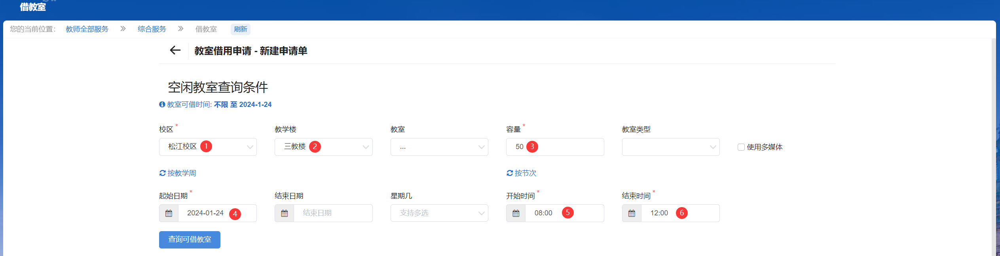 借教室
您的当前位置： 教师全部服务 » 综合服务 » 借教室 刷新
教室借用申请 - 新建申请单
空闲教室查询条件
教室可借时间: 不限 至 2024-1-24
校区 * 教学楼 教室 容量 * 教室类型
松江校区 1 三教楼 2 ... 50 3 使用多媒体
按教学周 按节次
起始日期 * 结束日期 星期几 开始时间 * 结束时间 *
2024-01-24 4 结束日期 支持多选 08:00 5 12:00 6
查询可借教室